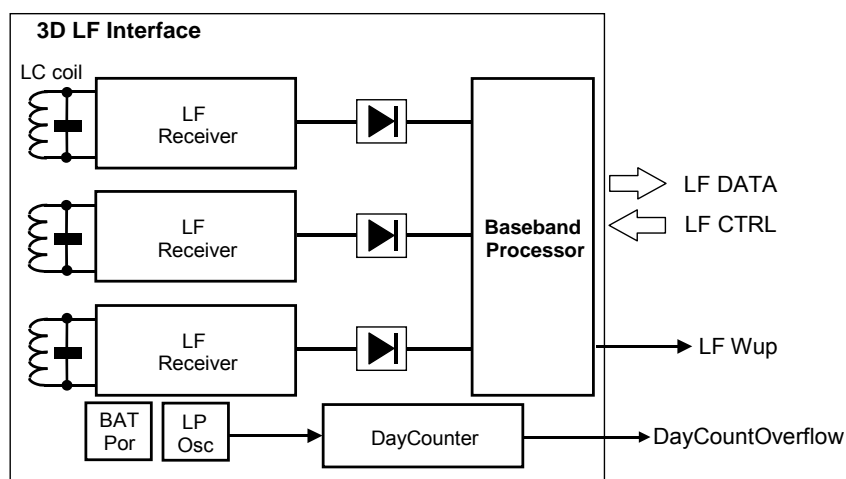 3D LF Interface
LC coil
LF
Receiver
LF
Receiver
LF
Receiver
Baseband
Processor
LF DATA
LF CTRL
LF Wup
BAT
Por
LP
Osc
DayCounter
DayCountOverflow